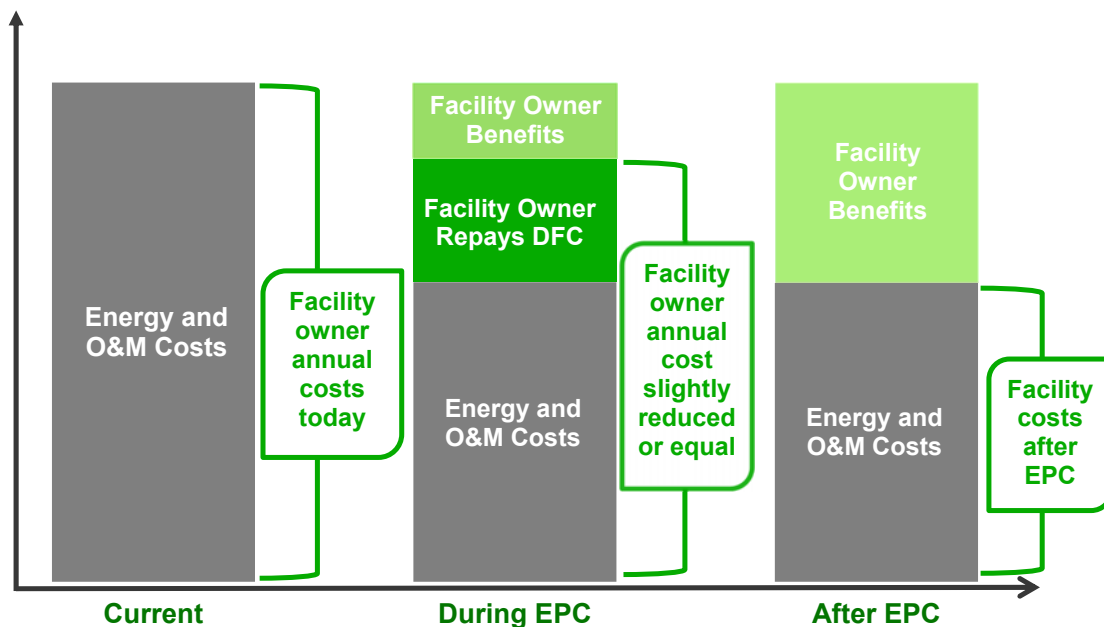 Energy and
O&M Costs
Facility
owner
annual
costs
today
Facility Owner
Benefits
Facility Owner
Repays DFC
Energy and
O&M Costs
Facility
owner
annual
cost
slightly
reduced
or equal
Facility
Owner
Benefits
Energy and
O&M Costs
Facility
costs
after
EPC
Current
During EPC
After EPC